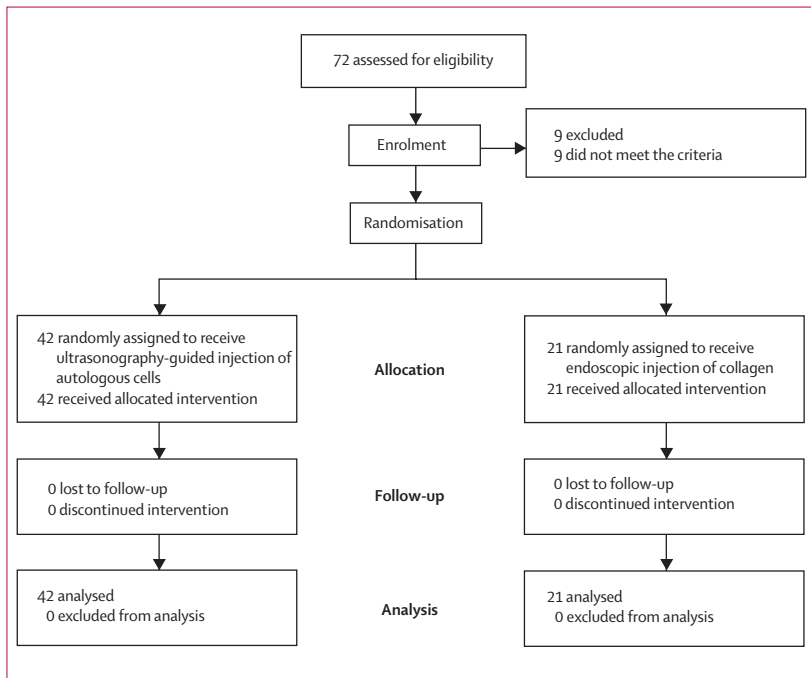 72 assessed for eligibility
Enrolment
9 excluded
9 did not meet the criteria
Randomisation
42 randomly assigned to receive
ultrasonography-guided injection of
autologous cells
42 received allocated intervention
Allocation
21 randomly assigned to receive
endoscopic injection of collagen
21 received allocated intervention
0 lost to follow-up
0 discontinued intervention
Follow-up
0 lost to follow-up
0 discontinued intervention
42 analysed
0 excluded from analysis
Analysis
21 analysed
0 excluded from analysis